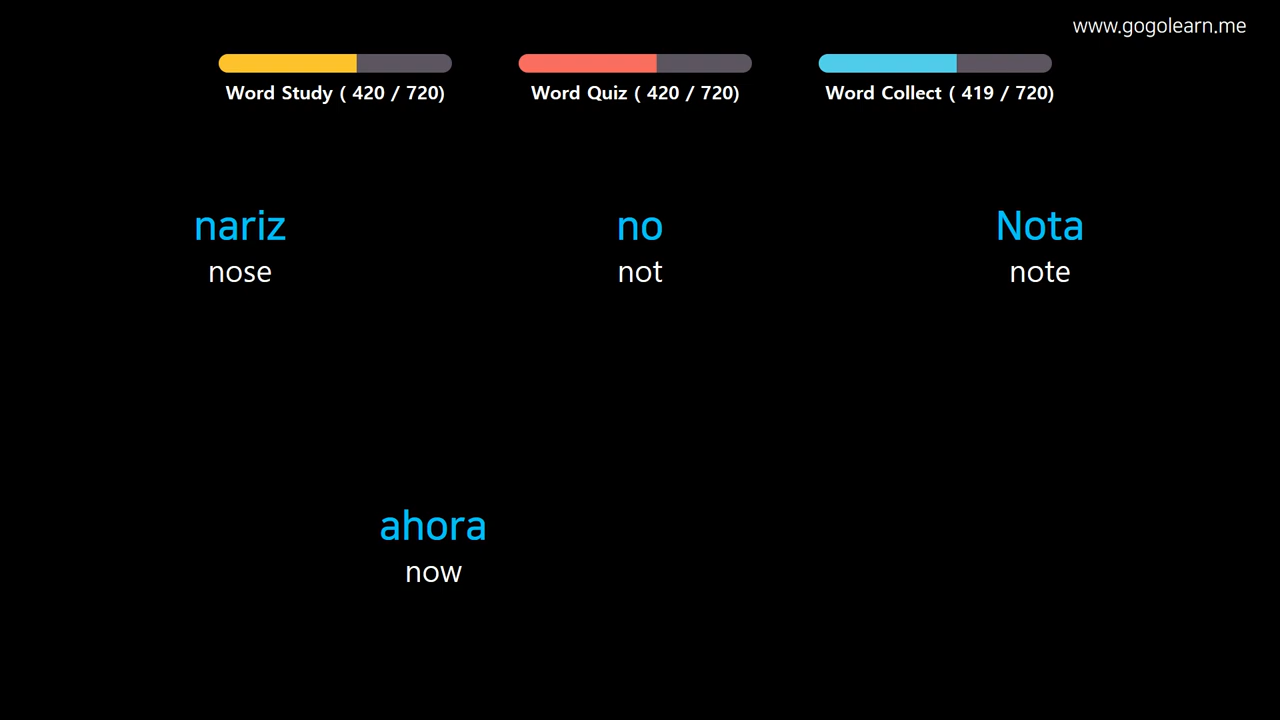 www.gogolearn.me
Word Study ( 420 / 720)
Word Quiz ( 420 / 720)
Word Collect ( 419 / 720)
nariz
nose
no
not
Nota
note
ahora
now